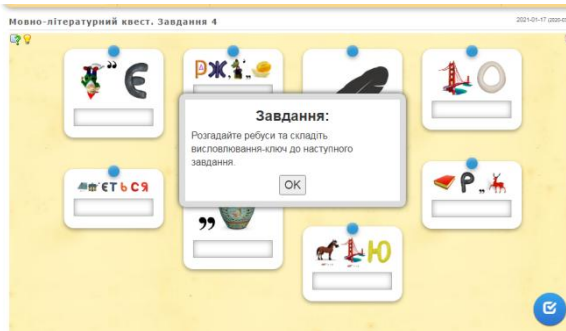 Мовно-літературний квест. Завдання 4
2021-01-17
Є
РЖ
О
Завдання:
Розгадайте ребуси та складіть
висловлювання-ключ до наступного
завдання.
OK
ЄТЬСЯ
Р
Ю